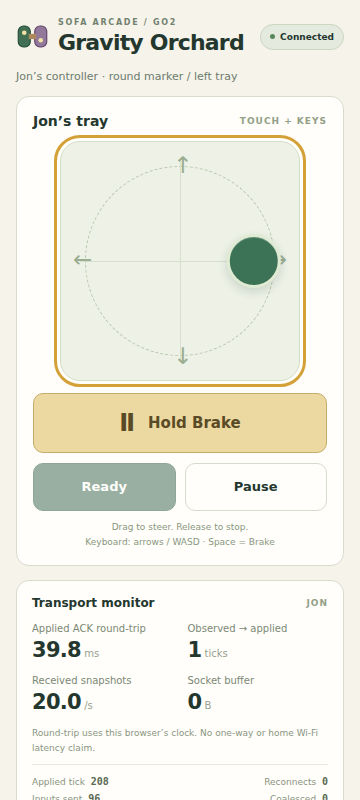 SOFA ARCADE / GO2
Gravity Orchard
Connected
Jon’s controller · round marker / left tray
Jon’s tray
TOUCH + KEYS
Hold Brake
Ready
Pause
Drag to steer. Release to stop.
Keyboard: arrows / WASD · Space = Brake
Transport monitor
JON
Applied ACK round-trip
39.8 ms
Observed → applied
1 ticks
Received snapshots
20.0 /s
Socket buffer
0 B
Round-trip uses this browser’s clock. No one-way or home Wi-Fi
latency claim.
Applied tick 208
Reconnects 0
Inputs sent 96
Coalesced 0